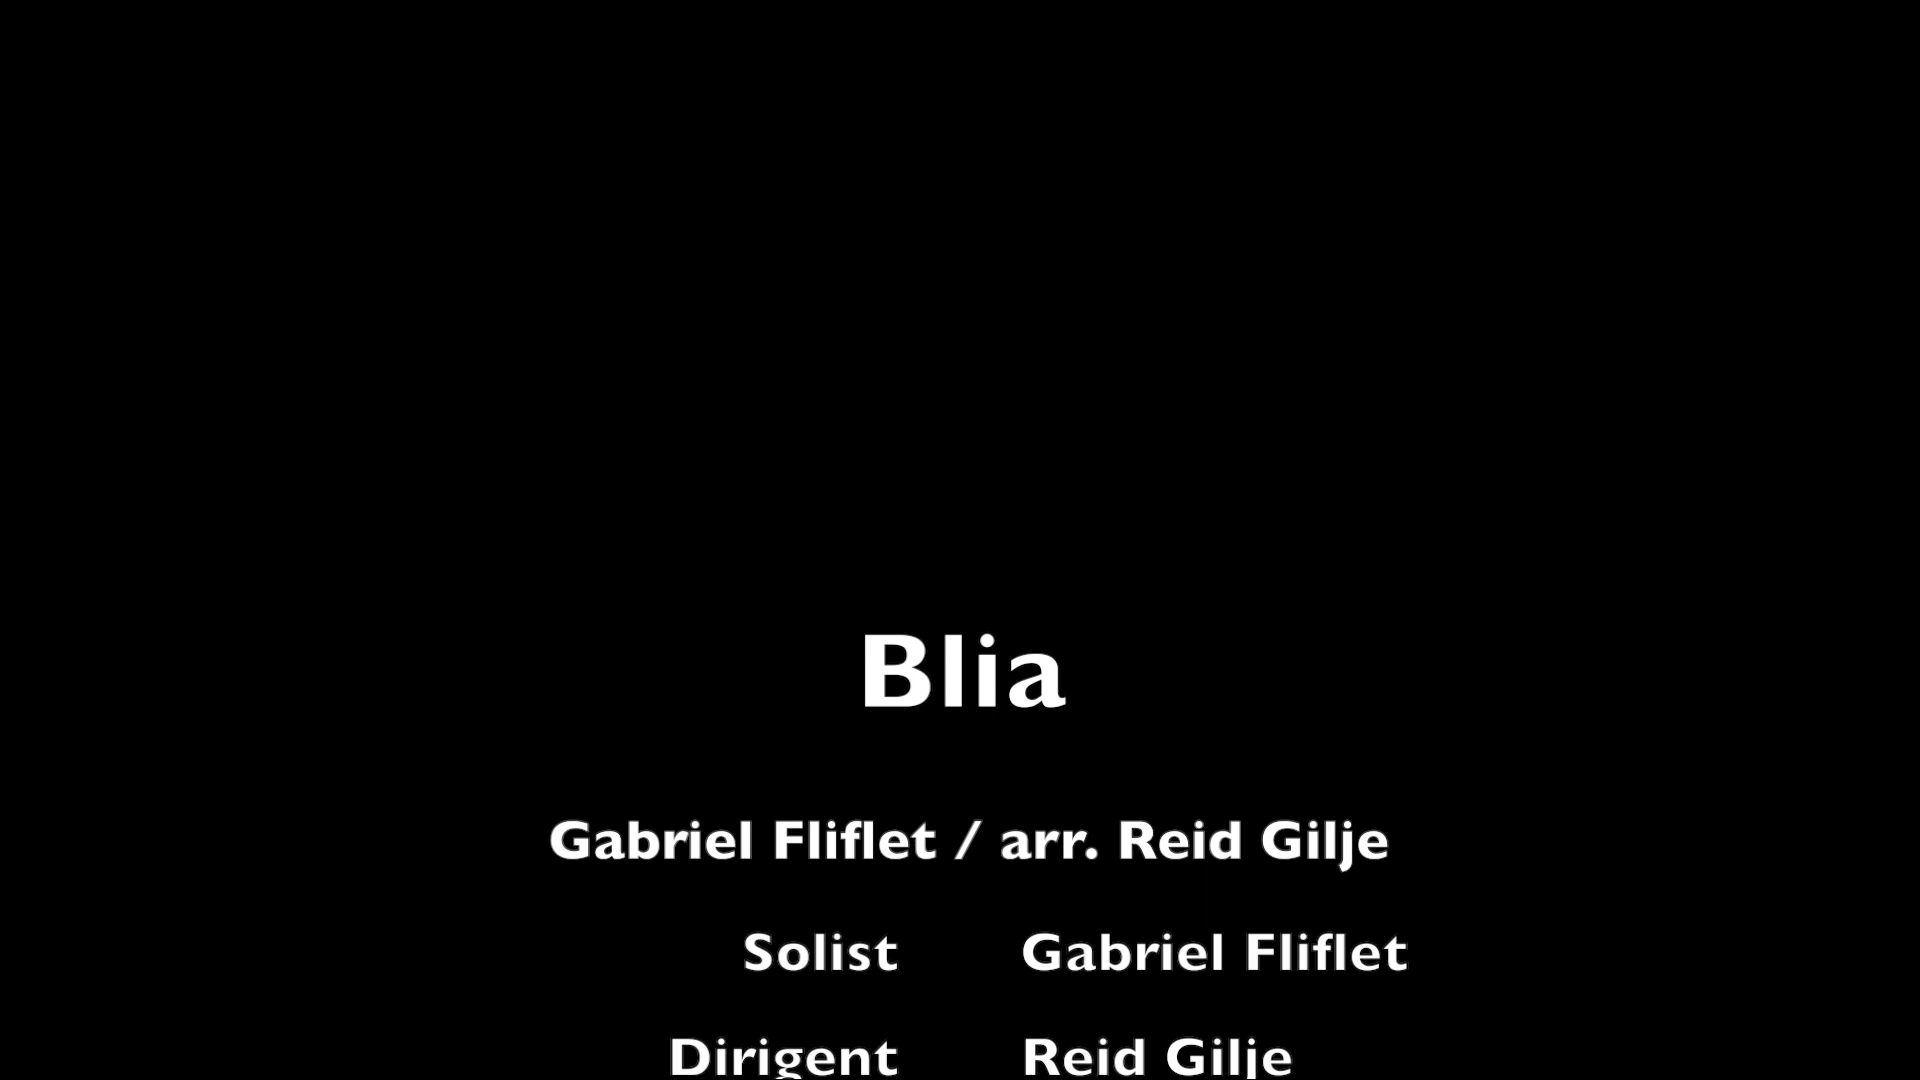 Blia
Gabriel Fliflet / arr. Reid Gilje
Solist Gabriel Fliflet
Dirigent Reid Gilje